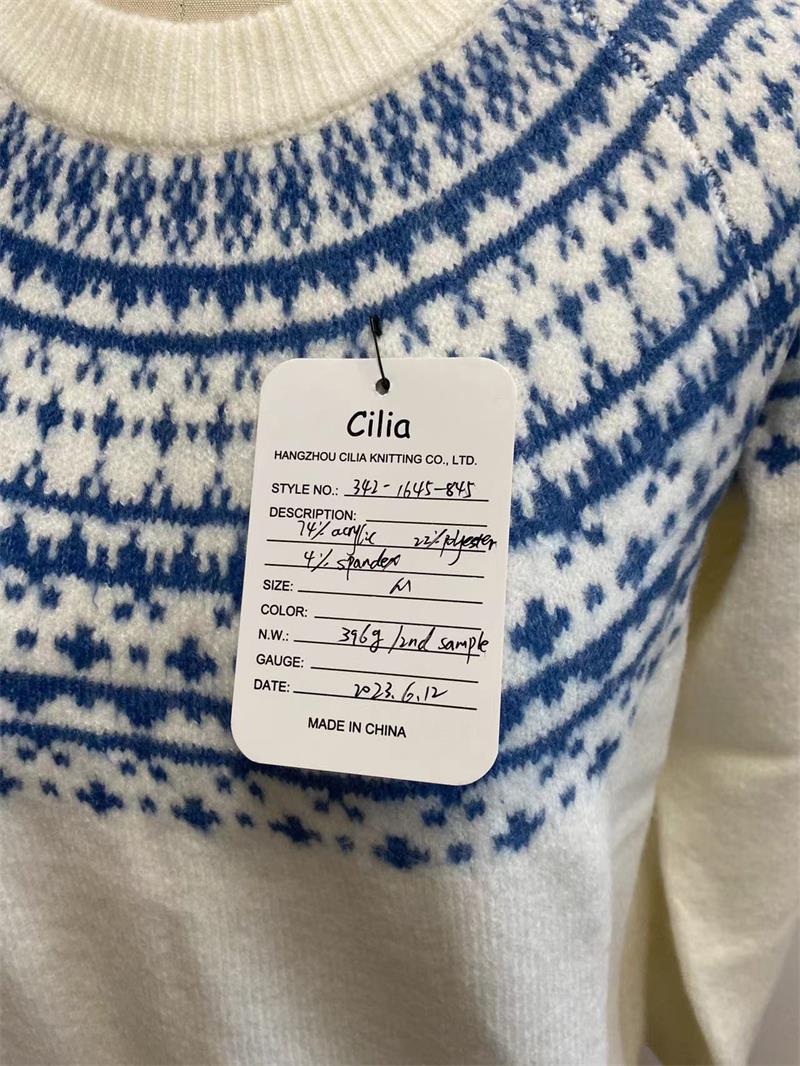 Cilia
HANGZHOU CILIA KNITTING CO., LTD.
STYLE NO.: 342-1645-845
DESCRIPTION:
74% acrylic 22% polyester
4% spandex
SIZE: M
COLOR:
N.W.: 396g / 2nd sample
GAUGE:
DATE: 2023.6.12
MADE IN CHINA